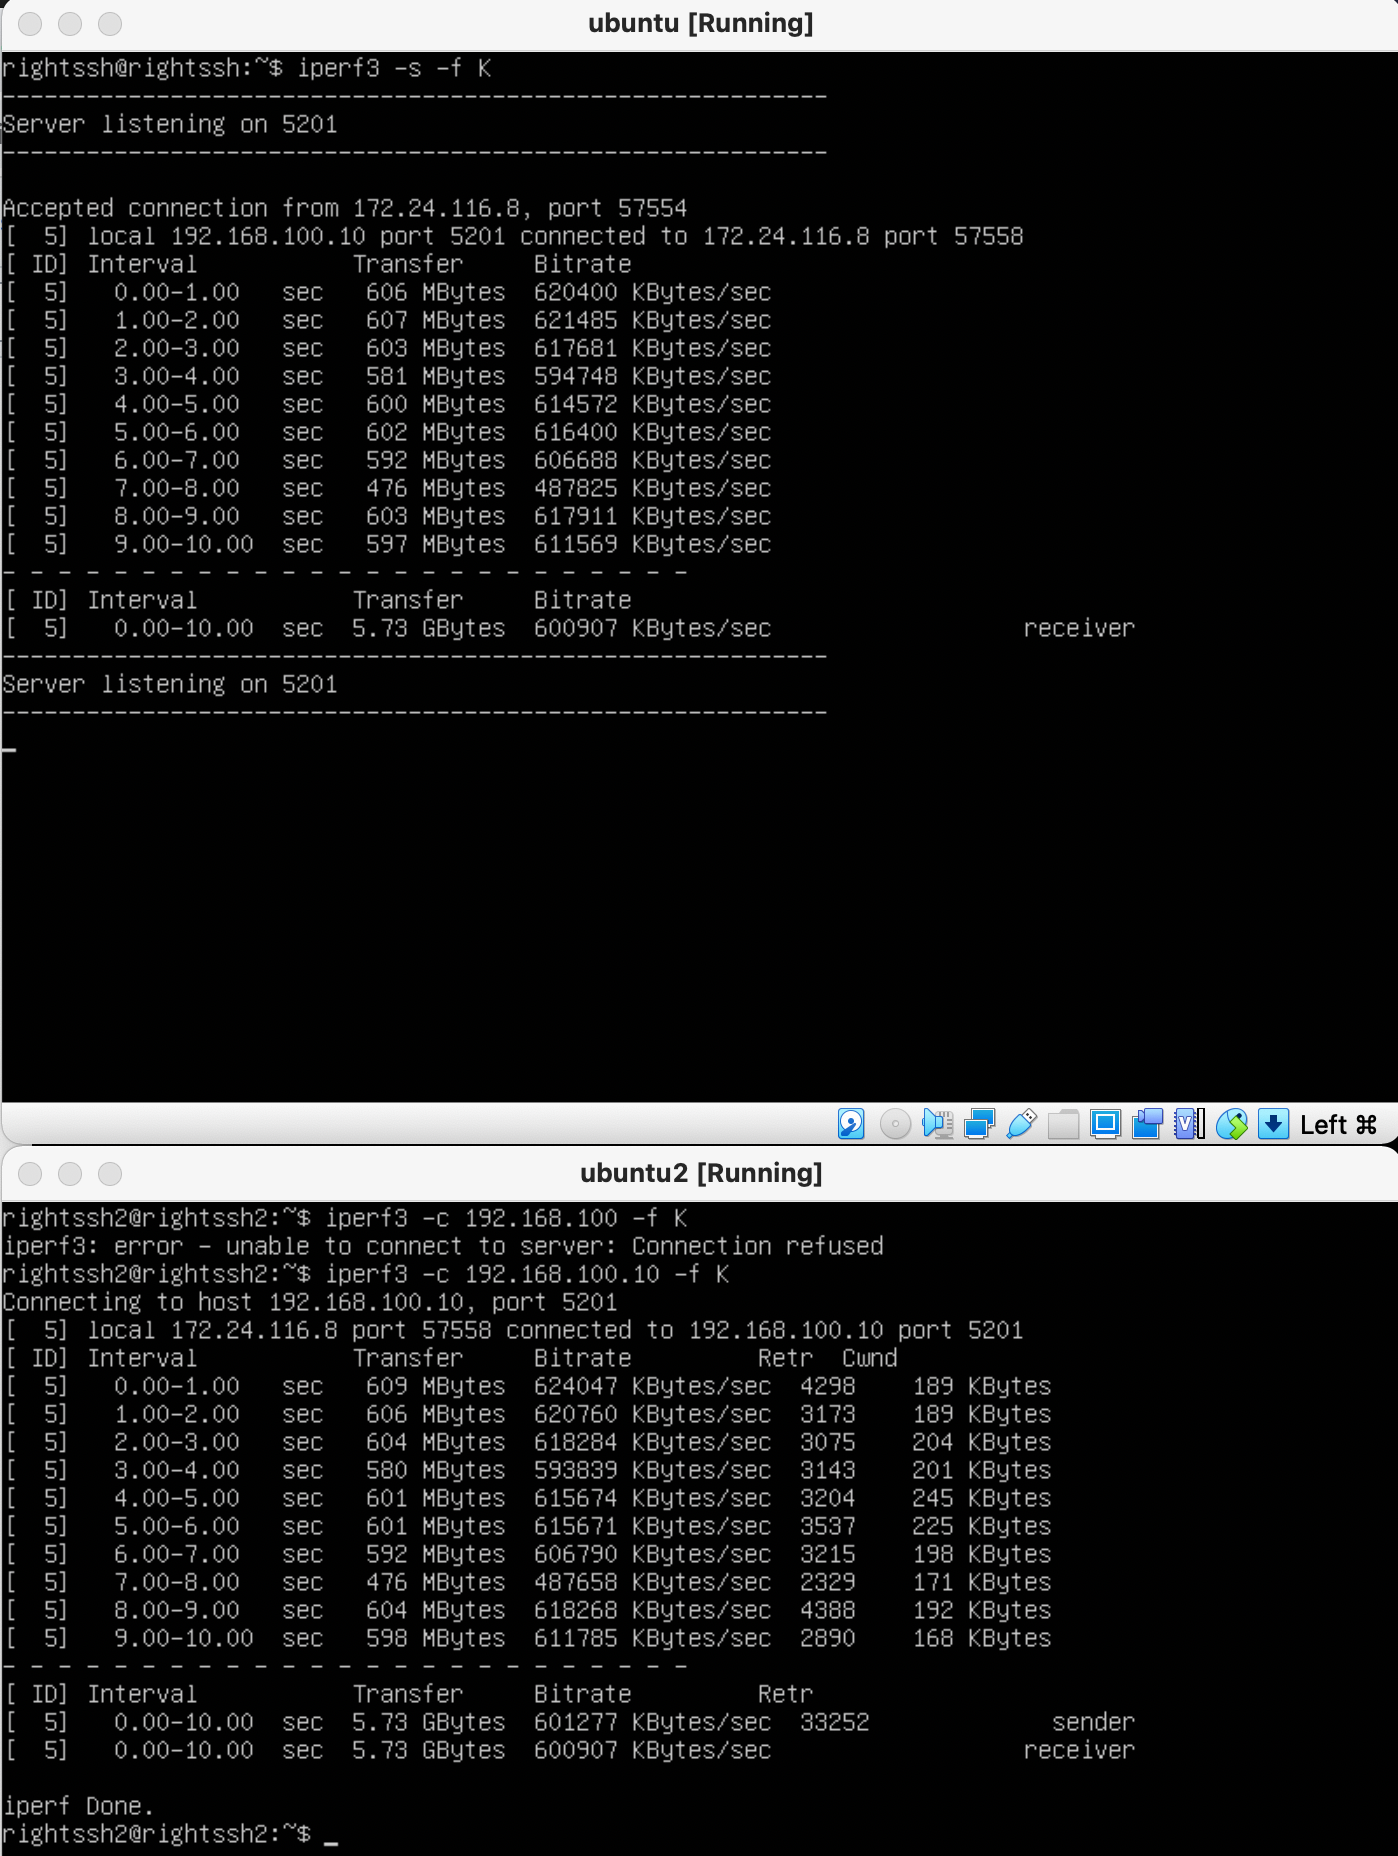 ubuntu [Running]
rightssh@rightssh:~$ iperf3 -s -f K
-----------------------------------------------------------
Server listening on 5201
-----------------------------------------------------------
Accepted connection from 172.24.116.8, port 57554
[  5] local 192.168.100.10 port 5201 connected to 172.24.116.8 port 57558
[ ID] Interval           Transfer     Bitrate
[  5]   0.00-1.00   sec   606 MBytes  620400 KBytes/sec
[  5]   1.00-2.00   sec   607 MBytes  621485 KBytes/sec
[  5]   2.00-3.00   sec   603 MBytes  617681 KBytes/sec
[  5]   3.00-4.00   sec   581 MBytes  594748 KBytes/sec
[  5]   4.00-5.00   sec   600 MBytes  614572 KBytes/sec
[  5]   5.00-6.00   sec   602 MBytes  616400 KBytes/sec
[  5]   6.00-7.00   sec   592 MBytes  606688 KBytes/sec
[  5]   7.00-8.00   sec   476 MBytes  487825 KBytes/sec
[  5]   8.00-9.00   sec   603 MBytes  617911 KBytes/sec
[  5]   9.00-10.00  sec   597 MBytes  611569 KBytes/sec
- - - - - - - - - - - - - - - - - - - - - - - - -
[ ID] Interval           Transfer     Bitrate
[  5]   0.00-10.00  sec  5.73 GBytes  600907 KBytes/sec                  receiver
-----------------------------------------------------------
Server listening on 5201
-----------------------------------------------------------
_
Left ⌘
ubuntu2 [Running]
rightssh2@rightssh2:~$ iperf3 -c 192.168.100 -f K
iperf3: error - unable to connect to server: Connection refused
rightssh2@rightssh2:~$ iperf3 -c 192.168.100.10 -f K
Connecting to host 192.168.100.10, port 5201
[  5] local 172.24.116.8 port 57558 connected to 192.168.100.10 port 5201
[ ID] Interval           Transfer     Bitrate         Retr  Cwnd
[  5]   0.00-1.00   sec   609 MBytes  624047 KBytes/sec  4298    189 KBytes
[  5]   1.00-2.00   sec   606 MBytes  620760 KBytes/sec  3173    189 KBytes
[  5]   2.00-3.00   sec   604 MBytes  618284 KBytes/sec  3075    204 KBytes
[  5]   3.00-4.00   sec   580 MBytes  593839 KBytes/sec  3143    201 KBytes
[  5]   4.00-5.00   sec   601 MBytes  615674 KBytes/sec  3204    245 KBytes
[  5]   5.00-6.00   sec   601 MBytes  615671 KBytes/sec  3537    225 KBytes
[  5]   6.00-7.00   sec   592 MBytes  606790 KBytes/sec  3215    198 KBytes
[  5]   7.00-8.00   sec   476 MBytes  487658 KBytes/sec  2329    171 KBytes
[  5]   8.00-9.00   sec   604 MBytes  618268 KBytes/sec  4388    192 KBytes
[  5]   9.00-10.00  sec   598 MBytes  611785 KBytes/sec  2890    168 KBytes
- - - - - - - - - - - - - - - - - - - - - - - - -
[ ID] Interval           Transfer     Bitrate         Retr
[  5]   0.00-10.00  sec  5.73 GBytes  601277 KBytes/sec  33252             sender
[  5]   0.00-10.00  sec  5.73 GBytes  600907 KBytes/sec                  receiver
iperf Done.
rightssh2@rightssh2:~$ _